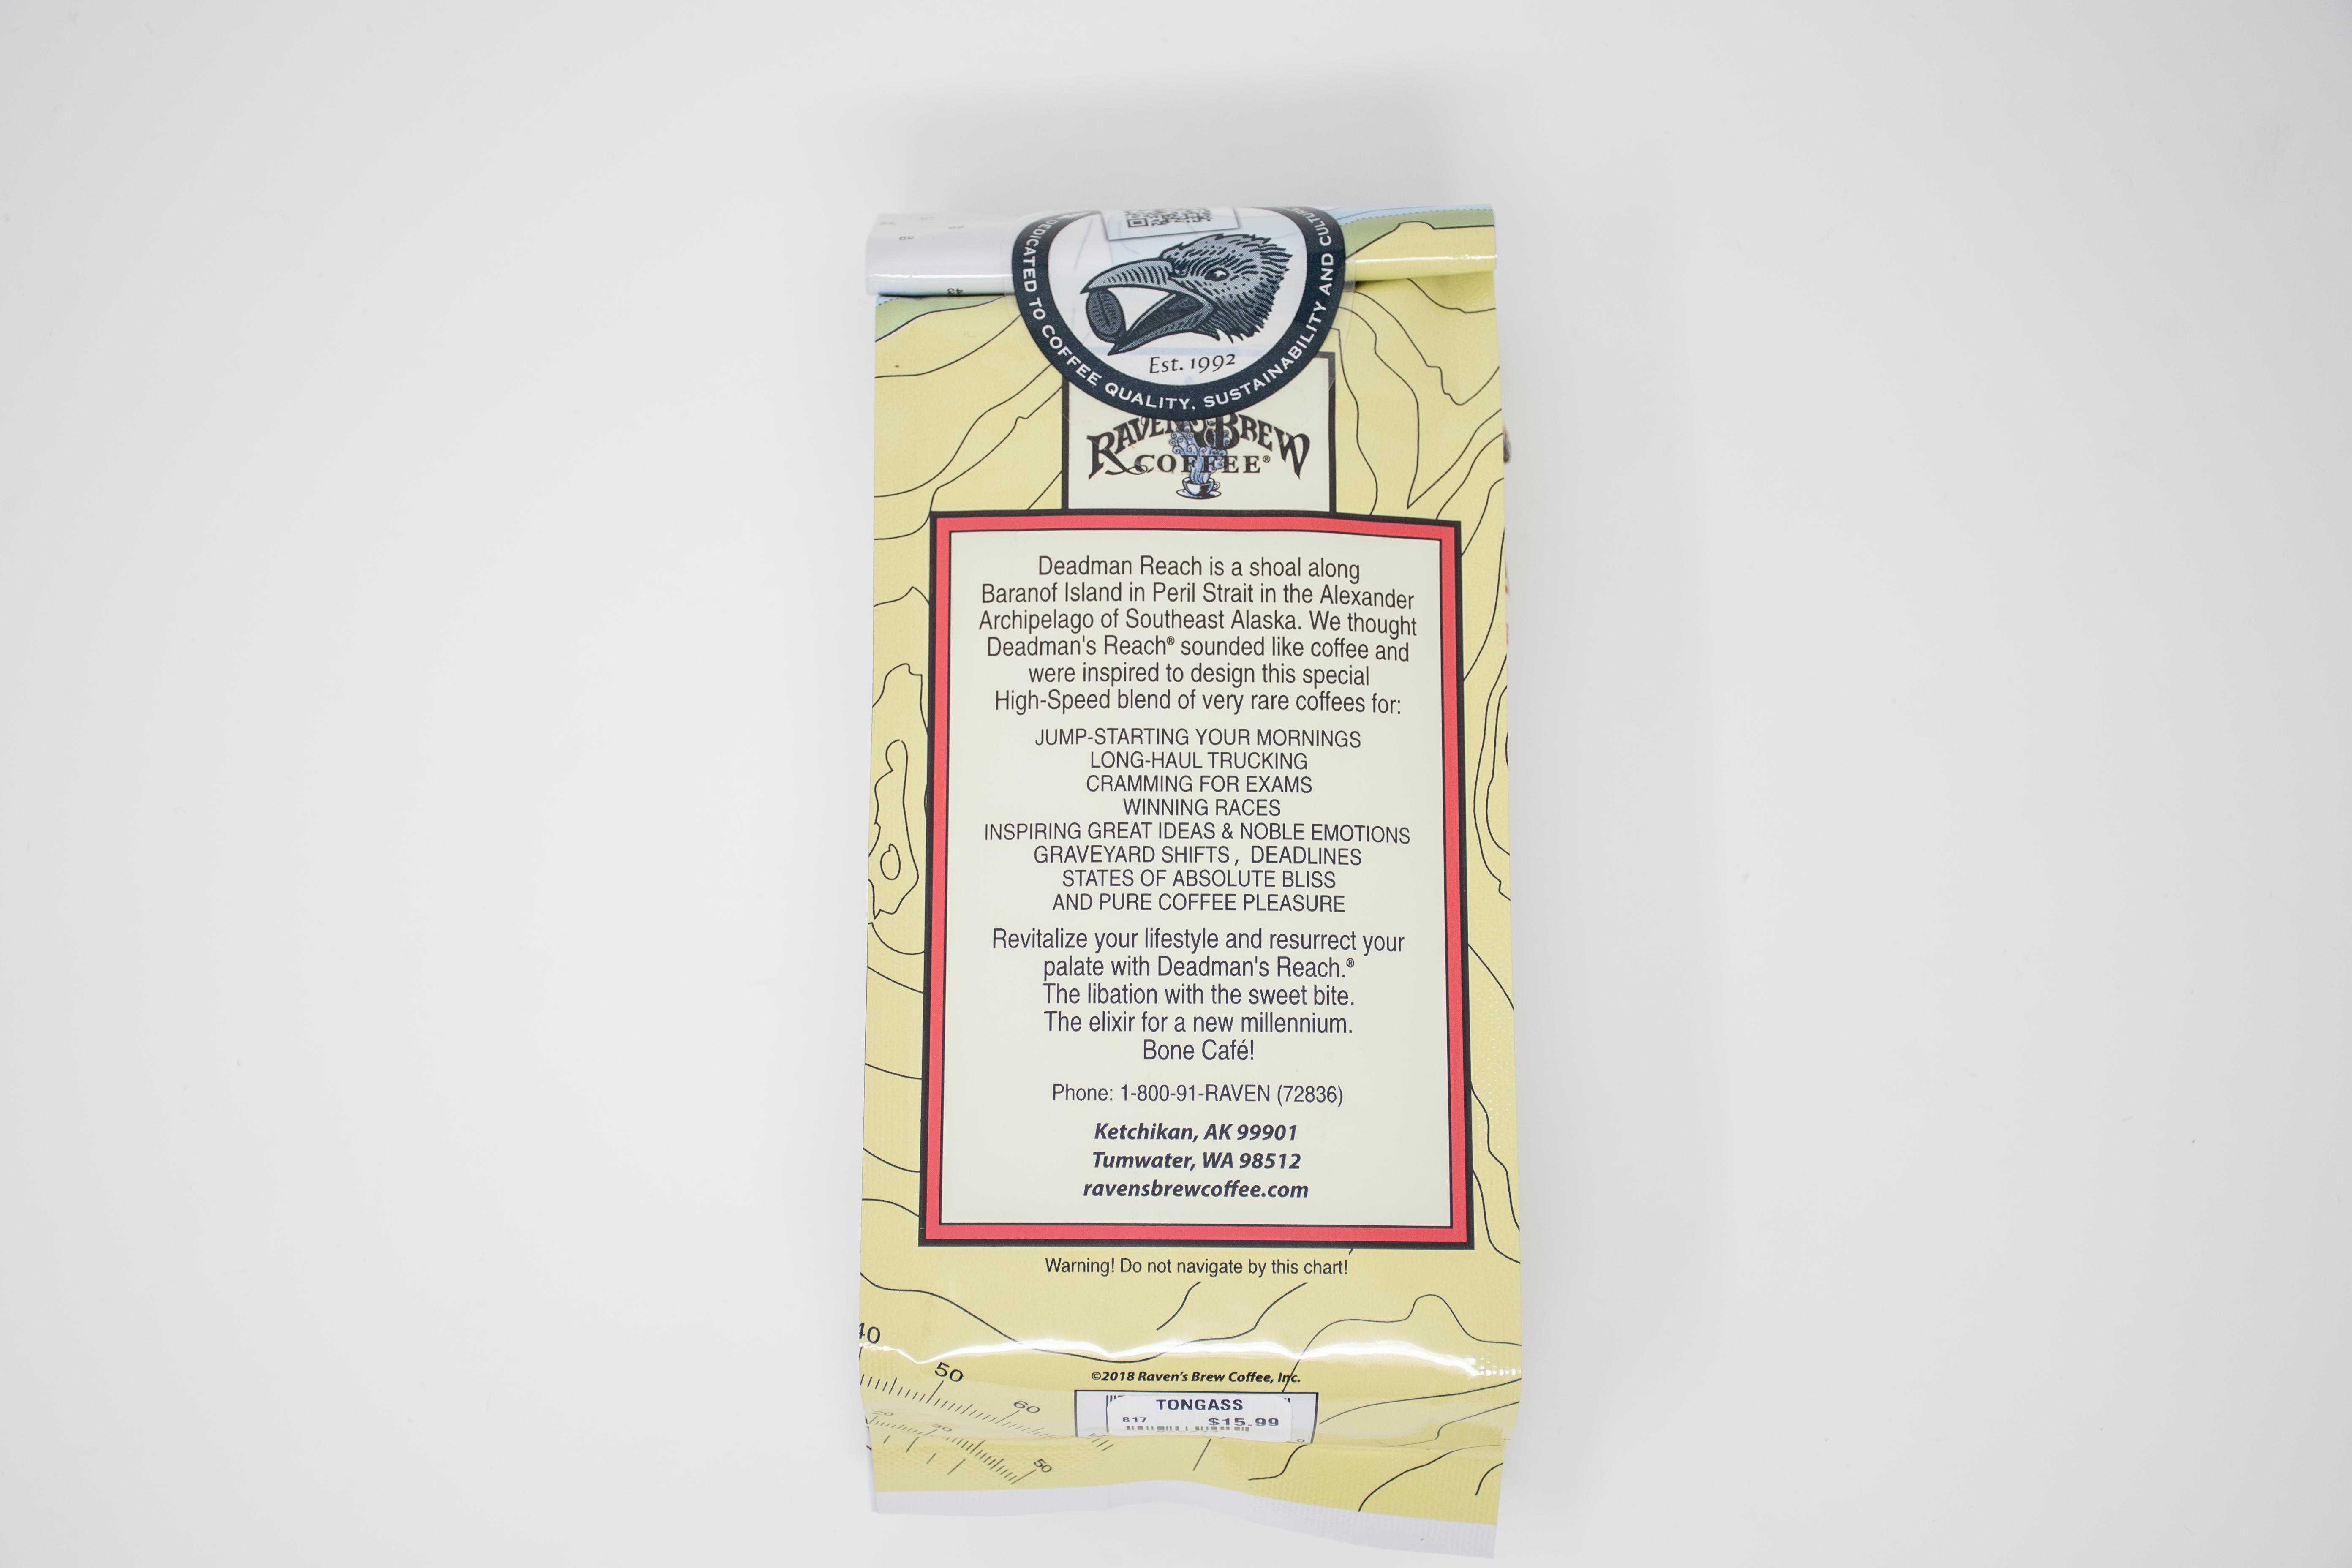 DEDICATED TO COFFEE QUALITY, SUSTAINABILITY AND
Est. 1992
RAVEN'S BREW
COFFEE®
Deadman Reach is a shoal along
Baranof Island in Peril Strait in the Alexander
Archipelago of Southeast Alaska. We thought
Deadman's Reach® sounded like coffee and
were inspired to design this special
High-Speed blend of very rare coffees for:
JUMP-STARTING YOUR MORNINGS
LONG-HAUL TRUCKING
CRAMMING FOR EXAMS
WINNING RACES
INSPIRING GREAT IDEAS & NOBLE EMOTIONS
GRAVEYARD SHIFTS, DEADLINES
STATES OF ABSOLUTE BLISS
AND PURE COFFEE PLEASURE
Revitalize your lifestyle and resurrect your
palate with Deadman's Reach.®
The libation with the sweet bite.
The elixir for a new millennium.
Bone Café!
Phone: 1-800-91-RAVEN (72836)
Ketchikan, AK 99901
Tumwater, WA 98512
ravensbrewcoffee.com
Warning! Do not navigate by this chart!
40
50
60
©2018 Raven's Brew Coffee, Inc.
TONGASS
817 $15.99
50